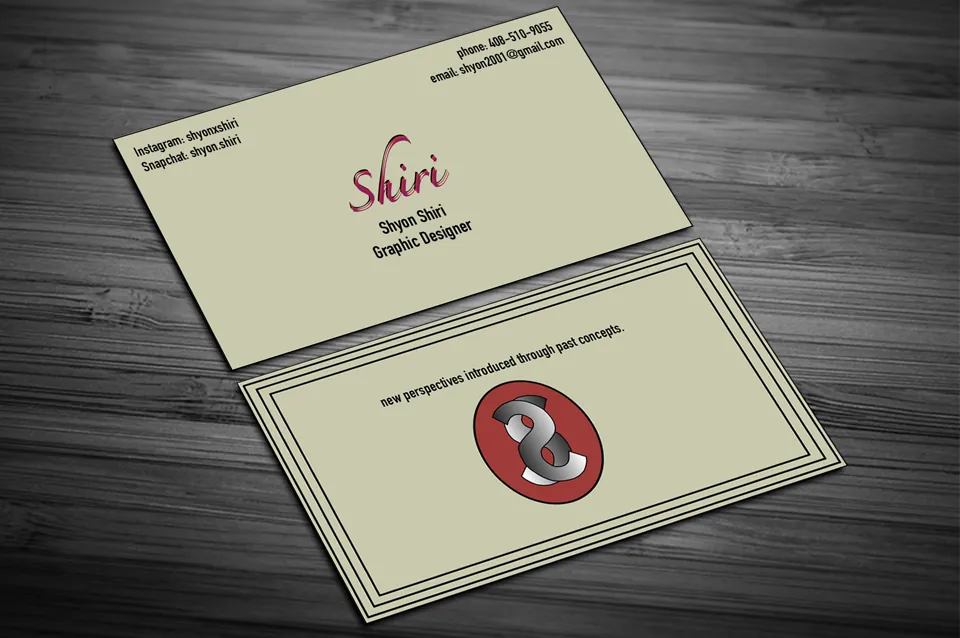 phone: 408-510-9055
email: shyon2001@gmail.com
Instagram: shyonxshiri
Snapchat: shyon.shiri
Shiri
Shyon Shiri
Graphic Designer
new perspectives introduced through past concepts.